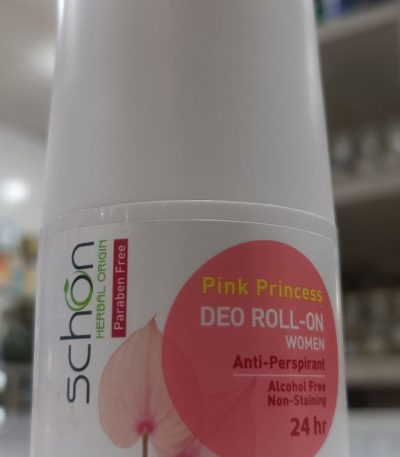 schön
HERBAL ORIGIN
Paraben Free
Pink Princess
DEO ROLL-ON
WOMEN
Anti-Perspirant
Alcohol Free
Non-Staining
24 hr